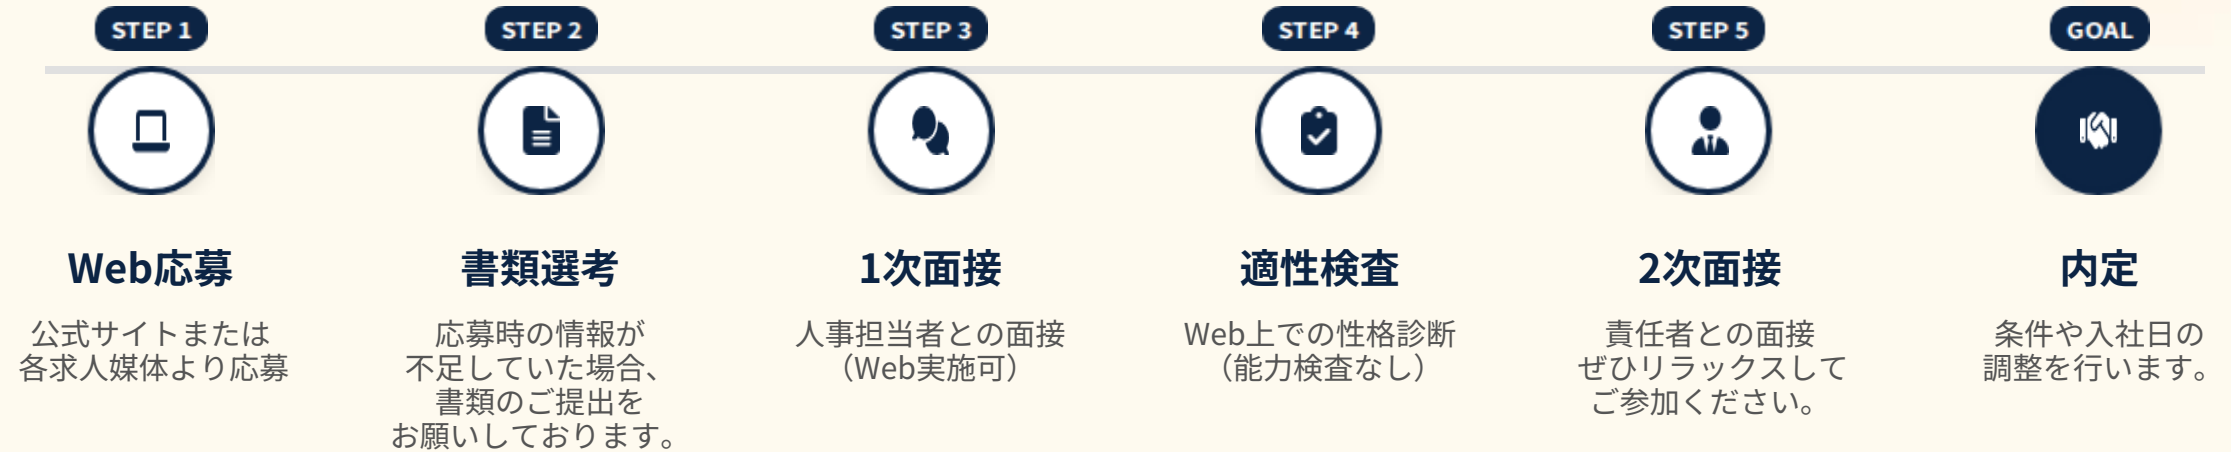 STEP 1
Web応募
公式サイトまたは
各求人媒体より応募
STEP 2
書類選考
応募時の情報が
不足していた場合、
書類のご提出を
お願いしております。
STEP 3
1次面接
人事担当者との面接
（Web実施可）
STEP 4
適性検査
Web上での性格診断
（能力検査なし）
STEP 5
2次面接
責任者との面接
ぜひリラックスして
ご参加ください。
GOAL
内定
条件や入社日の
調整を行います。